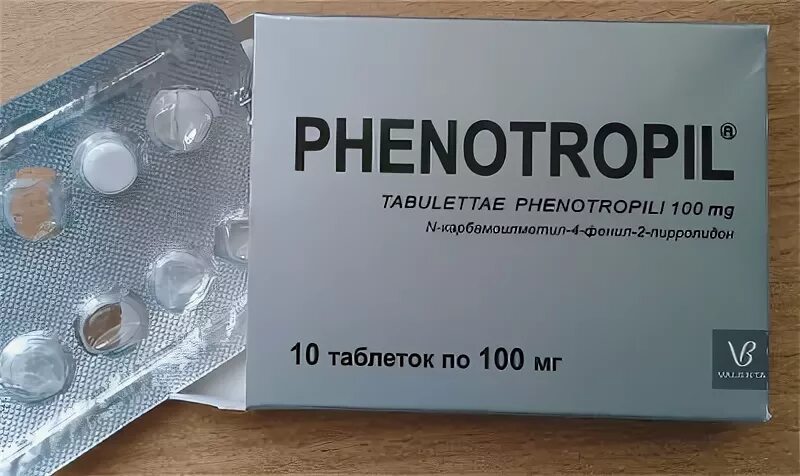 PHENOTROPIL®
TABULETTAE PHENOTROPILI 100 mg
N-карбамоилметил-4-фенил-2-пирролидон
10 таблеток по 100 мг